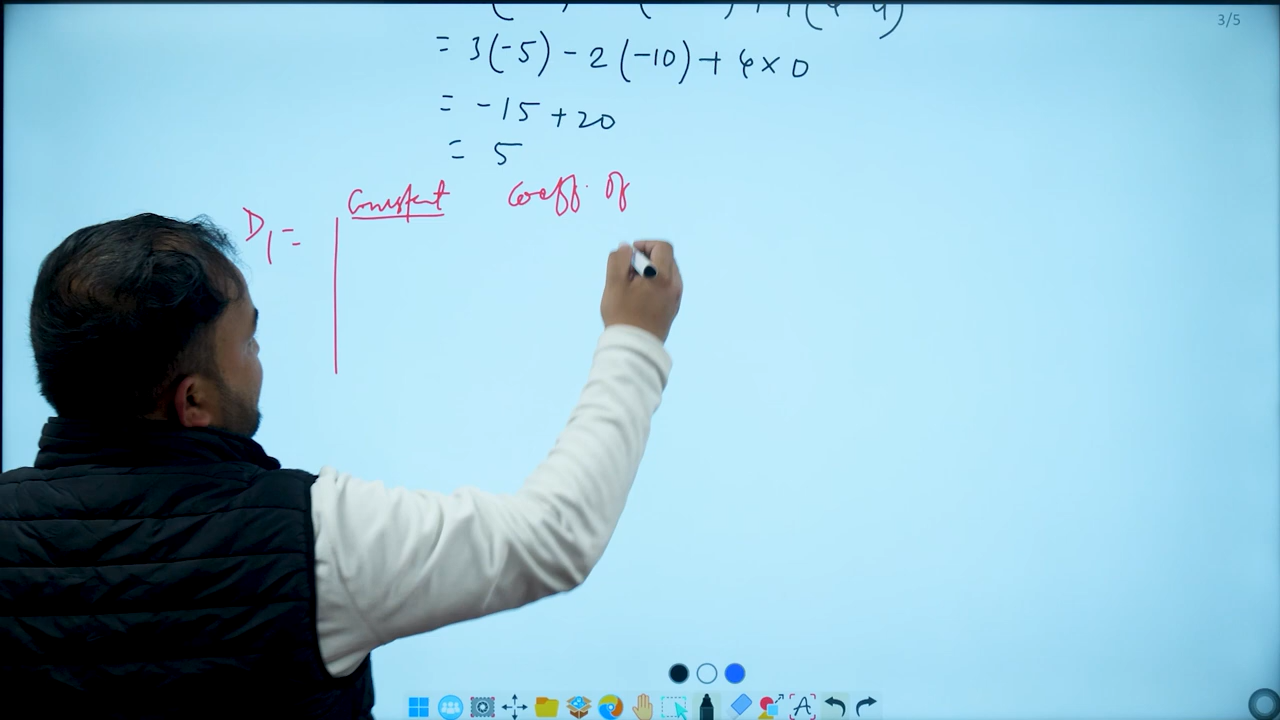 3/5
= 3(-5) - 2(-10) + 4 × 0
= -15 + 20
= 5
Constant coeff. of
D₁ =